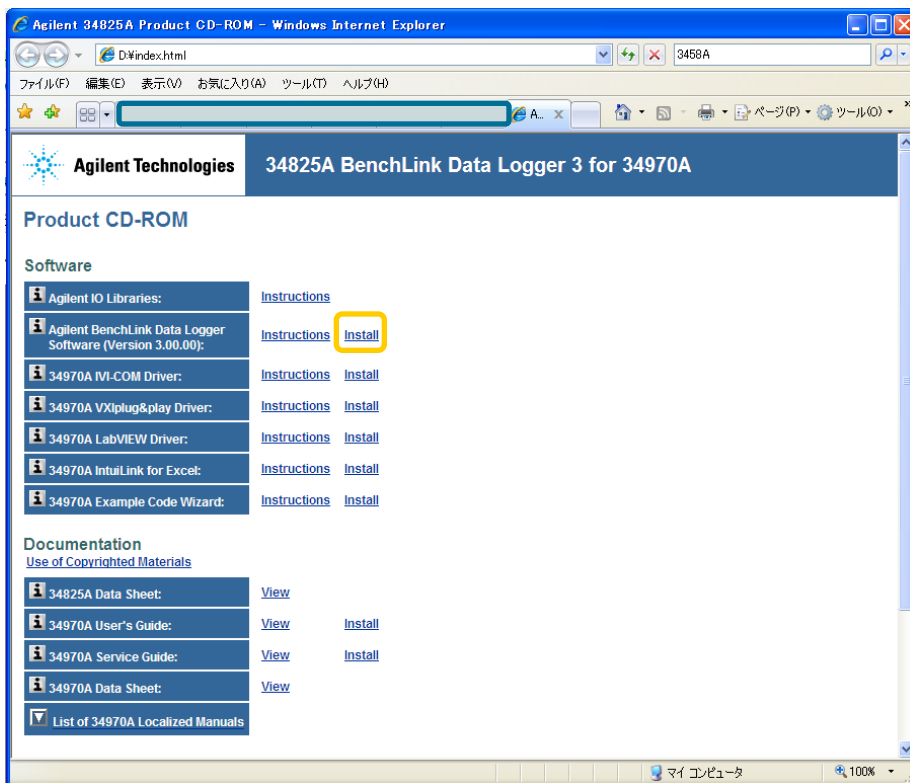 Agilent 34825A Product CD-ROM - Windows Internet Explorer
D:¥index.html
3458A
ファイル(F) 編集(E) 表示(V) お気に入り(A) ツール(T) ヘルプ(H)
A... ページ(P) ツール(O)
Agilent Technologies
34825A BenchLink Data Logger 3 for 34970A
Product CD-ROM
Software
Agilent IO Libraries: Instructions
Agilent BenchLink Data Logger
Software (Version 3.00.00): Instructions Install
34970A IVI-COM Driver: Instructions Install
34970A VXIplug&play Driver: Instructions Install
34970A LabVIEW Driver: Instructions Install
34970A IntuiLink for Excel: Instructions Install
34970A Example Code Wizard: Instructions Install
Documentation
Use of Copyrighted Materials
34825A Data Sheet: View
34970A User's Guide: View Install
34970A Service Guide: View Install
34970A Data Sheet: View
List of 34970A Localized Manuals
マイ コンピュータ 100%